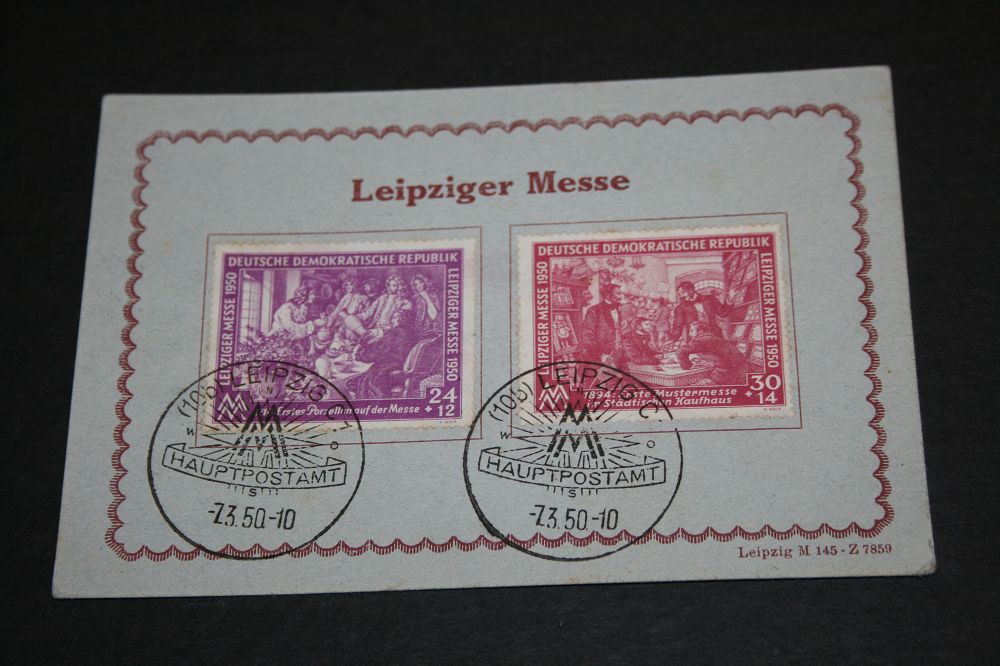 Leipziger Messe
DEUTSCHE DEMOKRATISCHE REPUBLIK
LEIPZIGER MESSE 1950
LEIPZIGER MESSE 1950
24
+12
Erstes Porzellan auf der Messe
DEUTSCHE DEMOKRATISCHE REPUBLIK
LEIPZIGER MESSE 1950
LEIPZIGER MESSE 1950
30
+14
1894: Erste Mustermesse
im Städtischen Kaufhaus
(10b) LEIPZIG C 1
N
W
O
MM
HAUPTPOSTAMT
S
-7.3.50.-10
(10b) LEIPZIG C
N
W
O
MM
HAUPTPOSTAMT
S
-7.3.50.-10
Leipzig M 145 - Z 7859